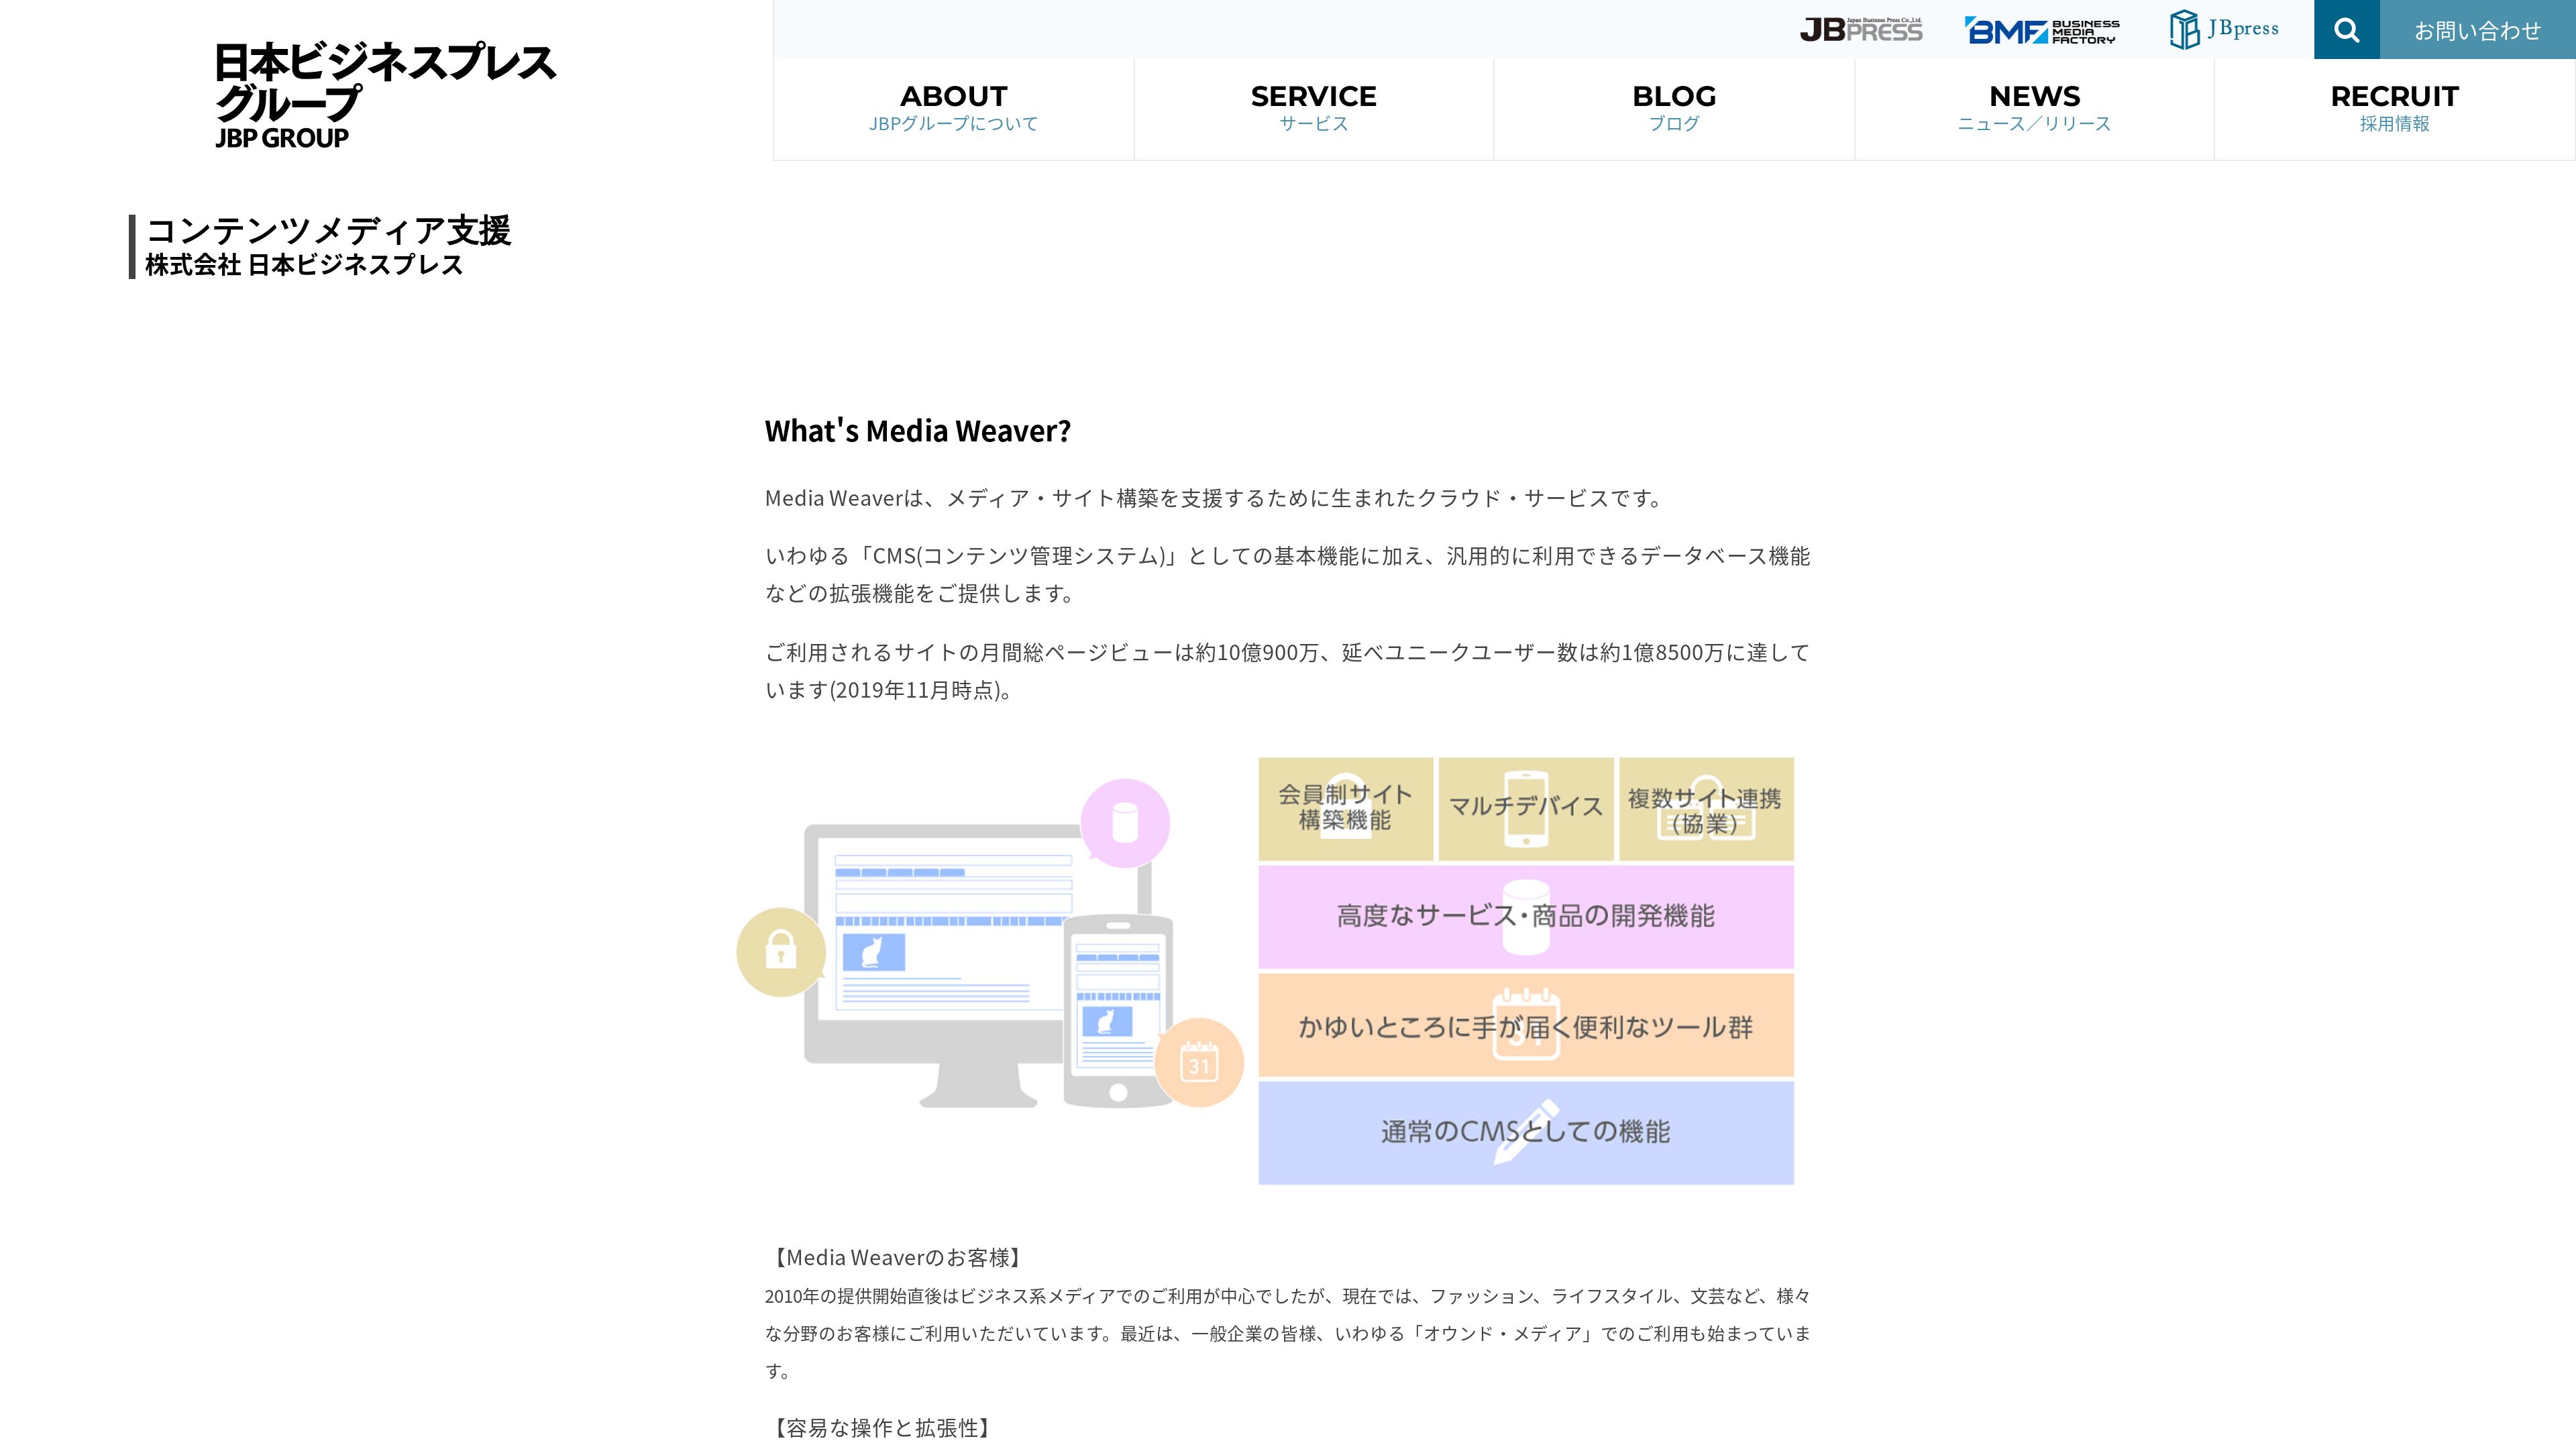 日本ビジネスプレス
グループ
JBP GROUP
Japan Business Press Co.,Ltd.
JBPRESS
BMF BUSINESS
MEDIA
FACTORY
JBpress
お問い合わせ
ABOUT
JBPグループについて
SERVICE
サービス
BLOG
ブログ
NEWS
ニュース／リリース
RECRUIT
採用情報
コンテンツメディア支援
株式会社 日本ビジネスプレス
What's Media Weaver?
Media Weaverは、メディア・サイト構築を支援するために生まれたクラウド・サービスです。
いわゆる「CMS(コンテンツ管理システム)」としての基本機能に加え、汎用的に利用できるデータベース機能
などの拡張機能をご提供します。
ご利用されるサイトの月間総ページビューは約10億900万、延べユニークユーザー数は約1億8500万に達して
います(2019年11月時点)。
31
会員制サイト
構築機能
マルチデバイス
複数サイト連携
（協業）
高度なサービス・商品の開発機能
かゆいところに手が届く便利なツール群
31
通常のCMSとしての機能
【Media Weaverのお客様】
2010年の提供開始直後はビジネス系メディアでのご利用が中心でしたが、現在では、ファッション、ライフスタイル、文芸など、様々
な分野のお客様にご利用いただいています。最近は、一般企業の皆様、いわゆる「オウンド・メディア」でのご利用も始まっていま
す。
【容易な操作と拡張性】